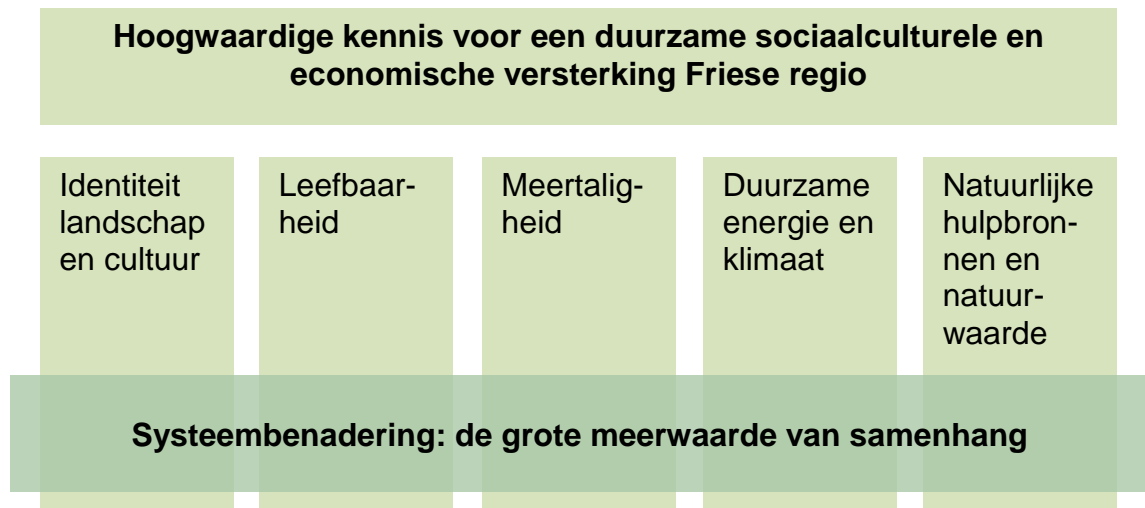 Hoogwaardige kennis voor een duurzame sociaalculturele en
economische versterking Friese regio
Identiteit
landschap
en cultuur
Leefbaar-
heid
Meertalig-
heid
Duurzame
energie en
klimaat
Natuurlijke
hulpbron-
nen en
natuur-
waarde
Systeembenadering: de grote meerwaarde van samenhang